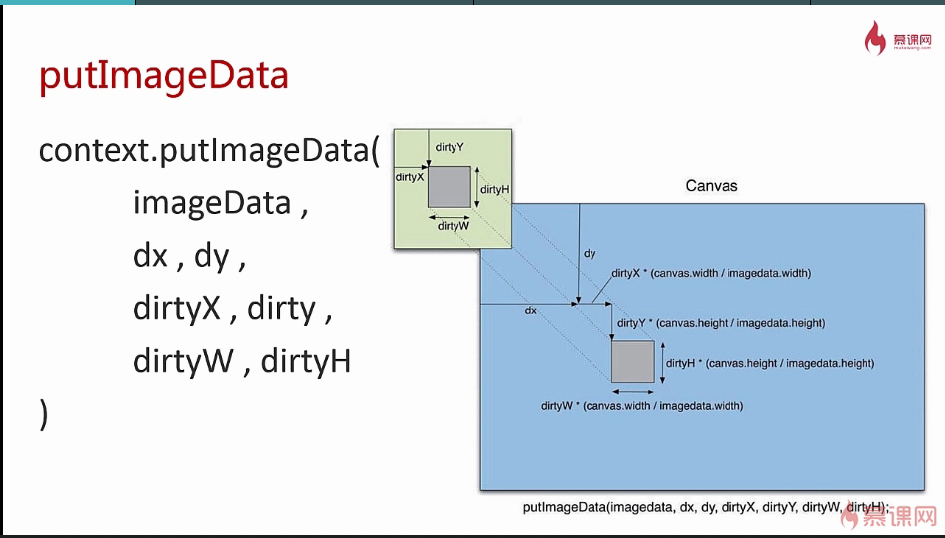 慕课网
putImageData
context.putImageData(
imageData ,
dx , dy ,
dirtyX , dirty ,
dirtyW , dirtyH
)
dirtyY
dirtyX
dirtyH
dirtyW
Canvas
dy
dirtyX * (canvas.width / imagedata.width)
dx
dirtyY * (canvas.height / imagedata.height)
dirtyH * (canvas.height / imagedata.height)
dirtyW * (canvas.width / imagedata.width)
putImageData(imagedata, dx, dy, dirtyX, dirtyY, dirtyW, dirtyH);
慕课网